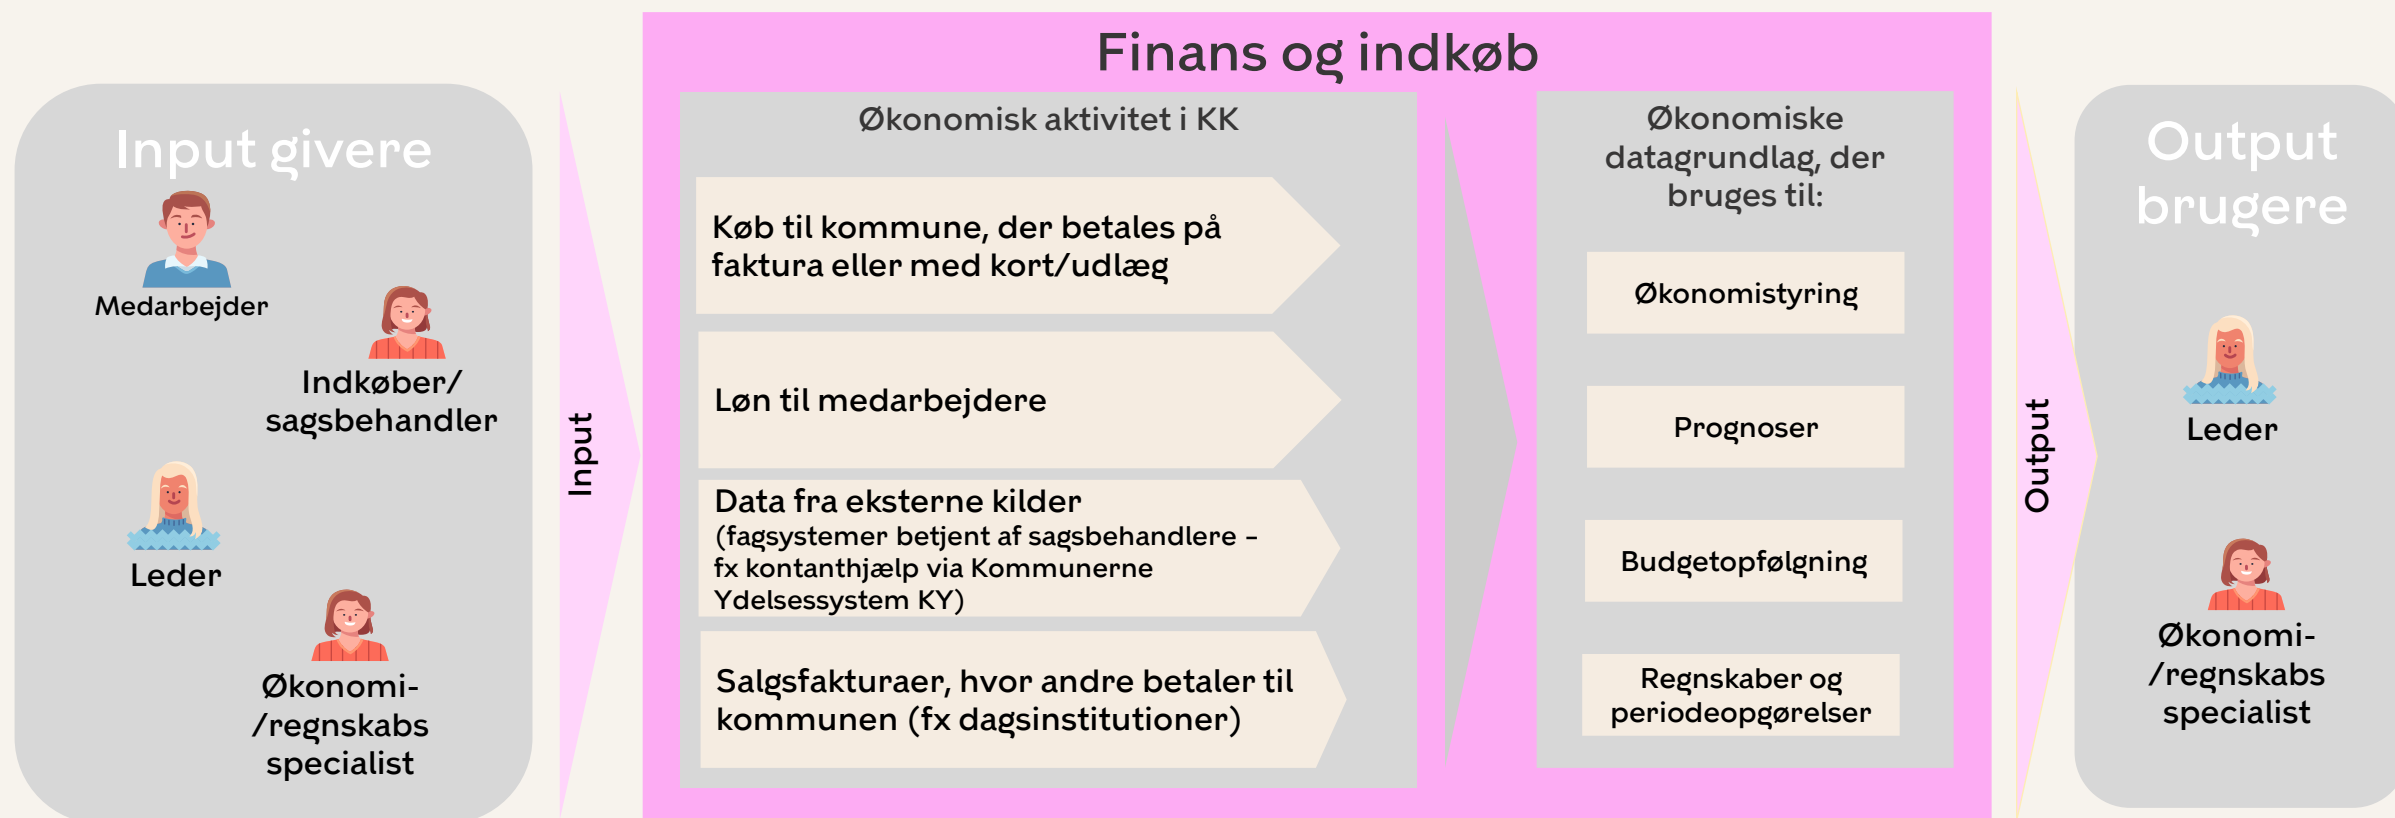 Finans og indkøb
Input givere
Medarbejder
Indkøber/
sagsbehandler
Leder
Økonomi-
/regnskabs
specialist
Input
Økonomisk aktivitet i KK
Køb til kommune, der betales på
faktura eller med kort/udlæg
Løn til medarbejdere
Data fra eksterne kilder
(fagsystemer betjent af sagsbehandlere –
fx kontanthjælp via Kommunerne
Ydelsessystem KY)
Salgsfakturaer, hvor andre betaler til
kommunen (fx dagsinstitutioner)
Økonomiske
datagrundlag, der
bruges til:
Økonomistyring
Prognoser
Budgetopfølgning
Regnskaber og
periodeopgørelser
Output
Output
brugere
Leder
Økonomi-
/regnskabs
specialist